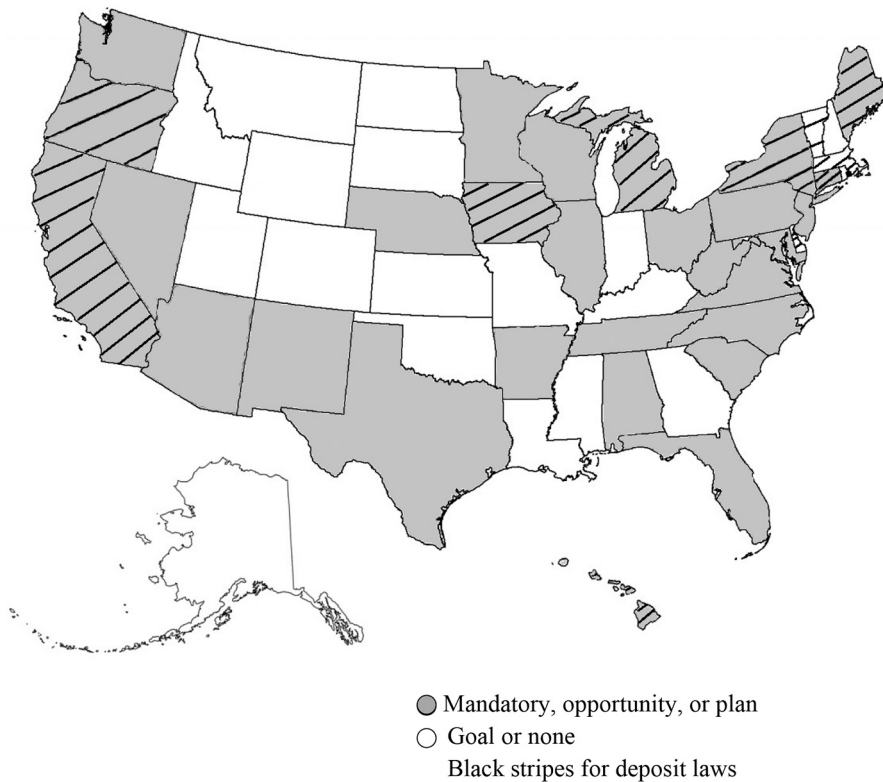 Mandatory, opportunity, or plan
Goal or none
Black stripes for deposit laws